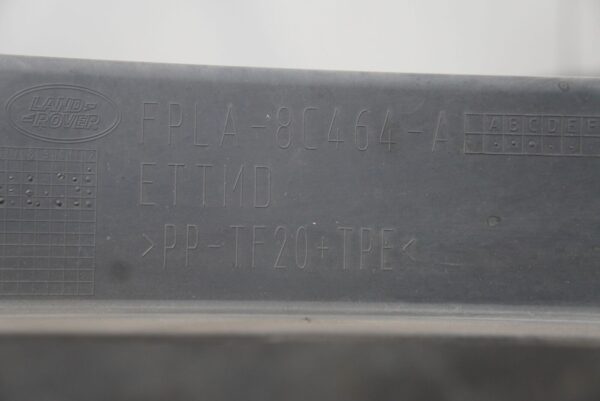 LAND
ROVER
FPLA-8C464-A
A B C D E F
ETTMD
>PP-TF20+TPE<